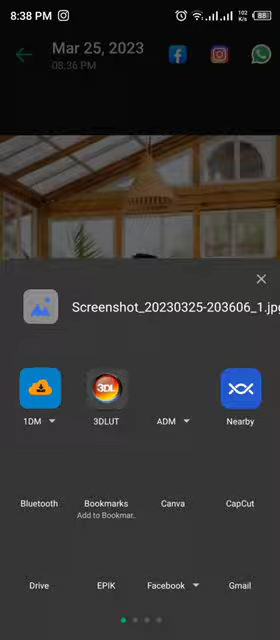 8:38 PM
102
K/s
88
Mar 25, 2023
08:36 PM
Screenshot_20230325-203606_1.jpg
3DL
1DM
3DLUT
ADM
Nearby
Bluetooth
Bookmarks
Canva
CapCut
Add to Bookmar..
Drive
EPIK
Facebook
Gmail